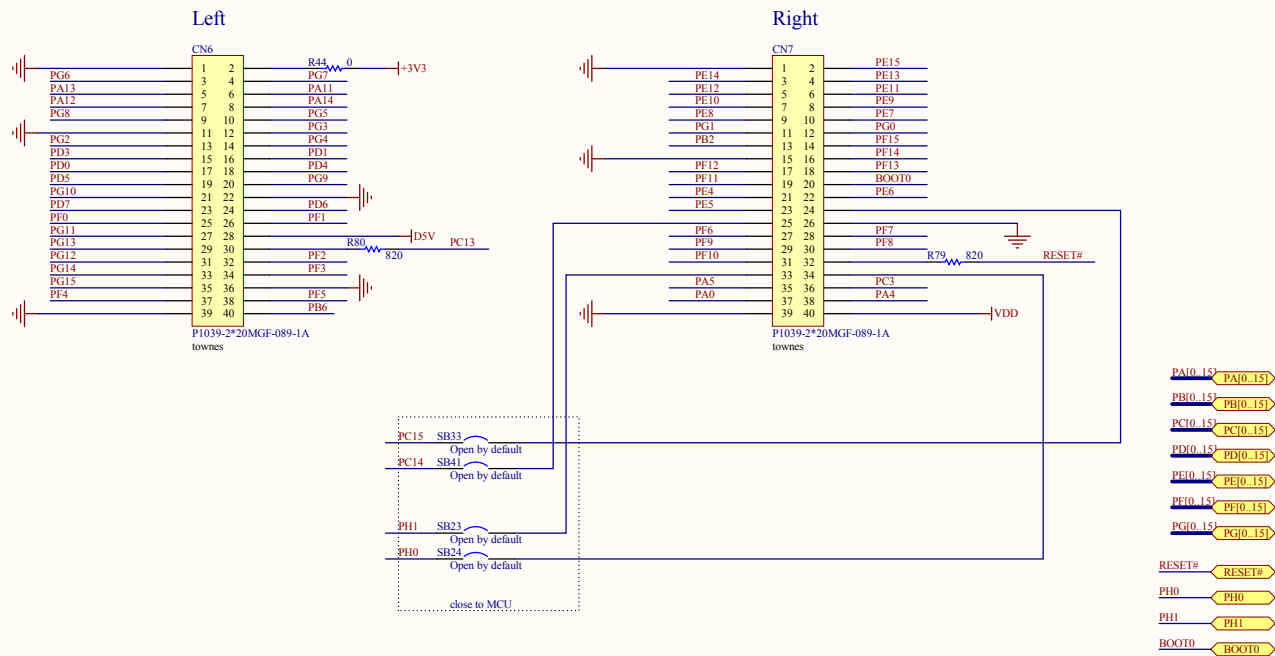 Left
Right
CN6
CN7
1 2 R44 0 +3V3
PG6 3 4 PG7
PA13 5 6 PA11
PA12 7 8 PA14
PG8 9 10 PG5
11 12 PG3
PG2 13 14 PG4
PD3 15 16 PD1
PD0 17 18 PD4
PD5 19 20 PG9
PG10 21 22
PD7 23 24 PD6
PF0 25 26 PF1
PG11 27 28 D5V
PG13 29 30 R80 820 PC13
PG12 31 32 PF2
PG14 33 34 PF3
PG15 35 36
PF4 37 38 PF5
39 40 PB6
P1039-2*20MGF-089-1A
townes
1 2 PE15
PE14 3 4 PE13
PE12 5 6 PE11
PE10 7 8 PE9
PE8 9 10 PE7
PG1 11 12 PG0
PB2 13 14 PF15
15 16 PF14
PF12 17 18 PF13
PF11 19 20 BOOT0
PE4 21 22 PE6
PE5 23 24
25 26
PF6 27 28 PF7
PF9 29 30 PF8
PF10 31 32 R79 820 RESET#
33 34
PA5 35 36 PC3
PA0 37 38 PA4
39 40 VDD
P1039-2*20MGF-089-1A
townes
PC15 SB33
Open by default
PC14 SB41
Open by default
PH1 SB23
Open by default
PH0 SB24
Open by default
close to MCU
PA[0..15] PA[0..15]
PB[0..15] PB[0..15]
PC[0..15] PC[0..15]
PD[0..15] PD[0..15]
PE[0..15] PE[0..15]
PF[0..15] PF[0..15]
PG[0..15] PG[0..15]
RESET# RESET#
PH0 PH0
PH1 PH1
BOOT0 BOOT0